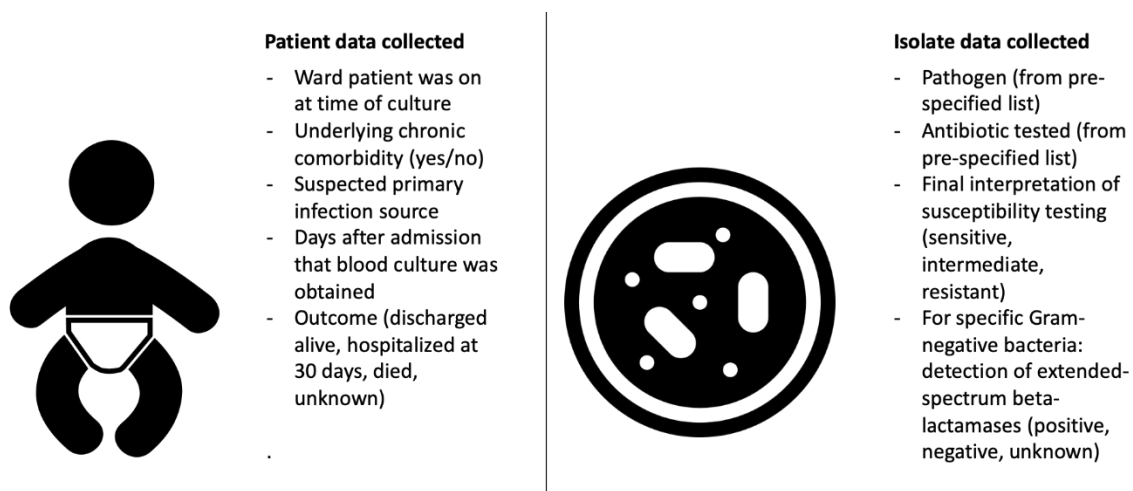 Patient data collected
- Ward patient was on
at time of culture
- Underlying chronic
comorbidity (yes/no)
- Suspected primary
infection source
- Days after admission
that blood culture was
obtained
- Outcome (discharged
alive, hospitalized at
30 days, died,
unknown)
.
Isolate data collected
- Pathogen (from pre-
specified list)
- Antibiotic tested (from
pre-specified list)
- Final interpretation of
susceptibility testing
(sensitive,
intermediate,
resistant)
- For specific Gram-
negative bacteria:
detection of extended-
spectrum beta-
lactamases (positive,
negative, unknown)